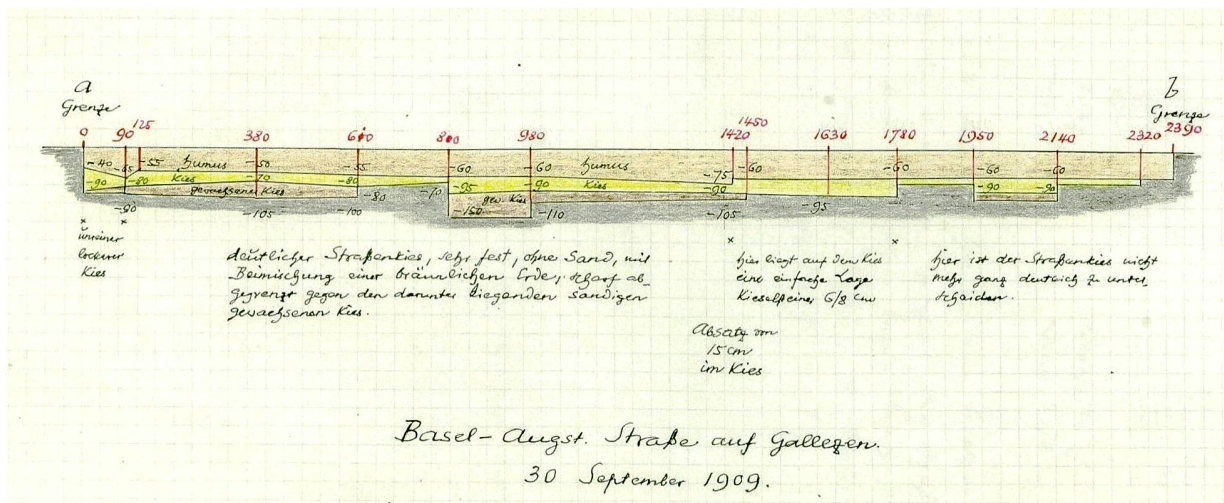 a
Grenze
b
Grenze
0 90 125 380 600 800 980 1420 1450 1630 1780 1950 2140 2320 2390
-40 -65 -55 humus -50 -55 -60 -60 humus -75 -60 -60 -60 -60
-90 -80 Kies -70 -80 -80 -70 -95 -90 Kies -90 -90 -90
gewachsener Kies gew. Kies
-90 -105 -100 -150 -110 -105 -95
x x
unreiner
lockerer
Kies
deutlicher Straßenkies, sehr fest, ohne Sand, mit
Beimischung einer bräunlichen Erde, scharf ab-
gegrenzt gegen den darunter liegenden sandigen
gewachsenen Kies.
x x
hier liegt auf dem Kies
eine einfache Lage
Kieselsteine 6/8 cm
hier ist der Straßenkies nicht
mehr ganz deutlich zu unter-
scheiden.
Absatz von
15 cm
im Kies
Basel-Augst. Straße auf Gallezen.
30 September 1909.